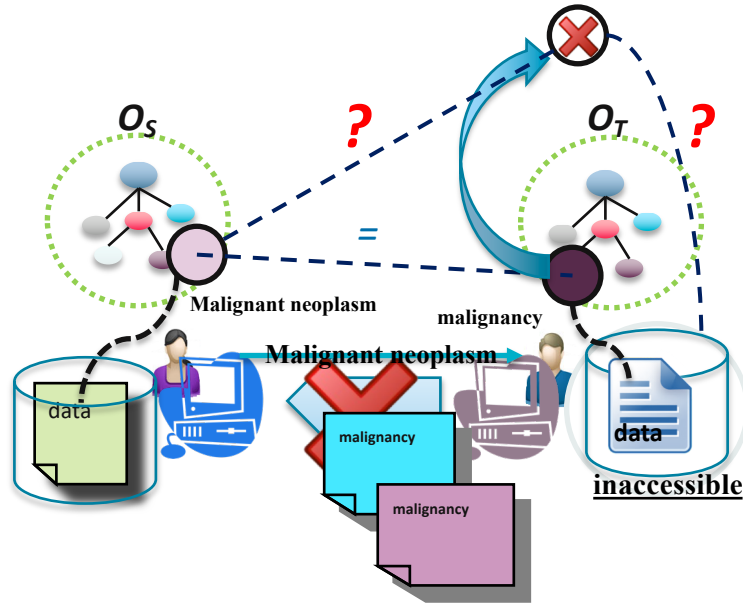 O_S
?
O_T
?
=
Malignant neoplasm
malignancy
Malignant neoplasm
data
malignancy
data
inaccessible
malignancy